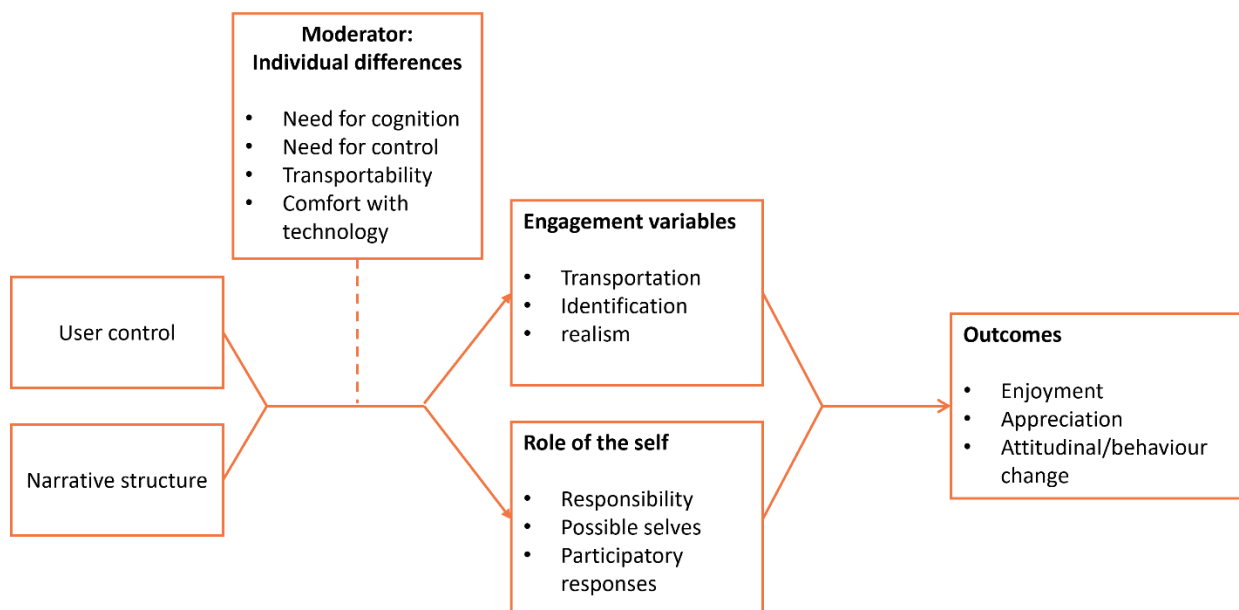 Moderator:
Individual differences
• Need for cognition
• Need for control
• Transportability
• Comfort with
technology
User control
Narrative structure
Engagement variables
• Transportation
• Identification
• realism
Role of the self
• Responsibility
• Possible selves
• Participatory
responses
Outcomes
• Enjoyment
• Appreciation
• Attitudinal/behaviour
change